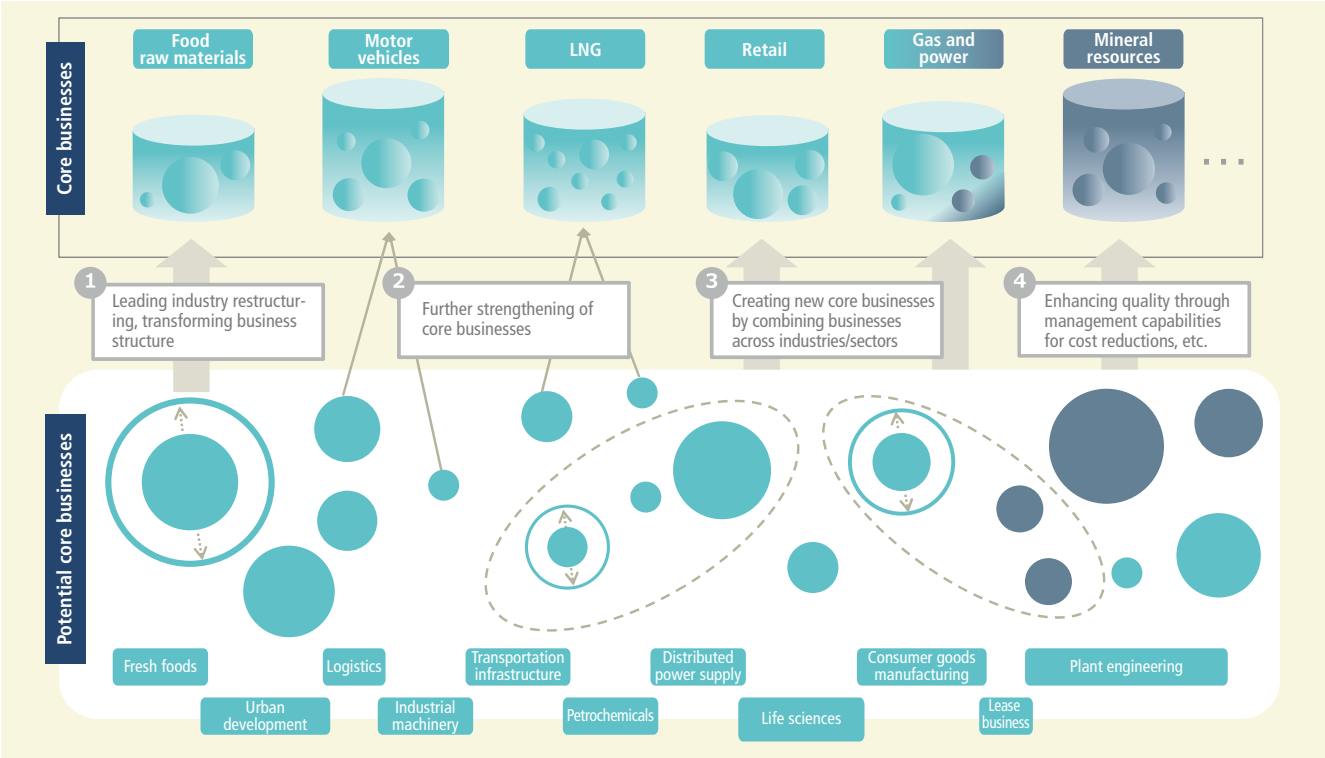 Core businesses
Food
raw materials
Motor
vehicles
LNG
Retail
Gas and
power
Mineral
resources
...
1
Leading industry restructur-
ing, transforming business
structure
2
Further strengthening of
core businesses
3
Creating new core businesses
by combining businesses
across industries/sectors
4
Enhancing quality through
management capabilities
for cost reductions, etc.
Potential core businesses
Fresh foods
Logistics
Transportation
infrastructure
Distributed
power supply
Consumer goods
manufacturing
Plant engineering
Urban
development
Industrial
machinery
Petrochemicals
Life sciences
Lease
business